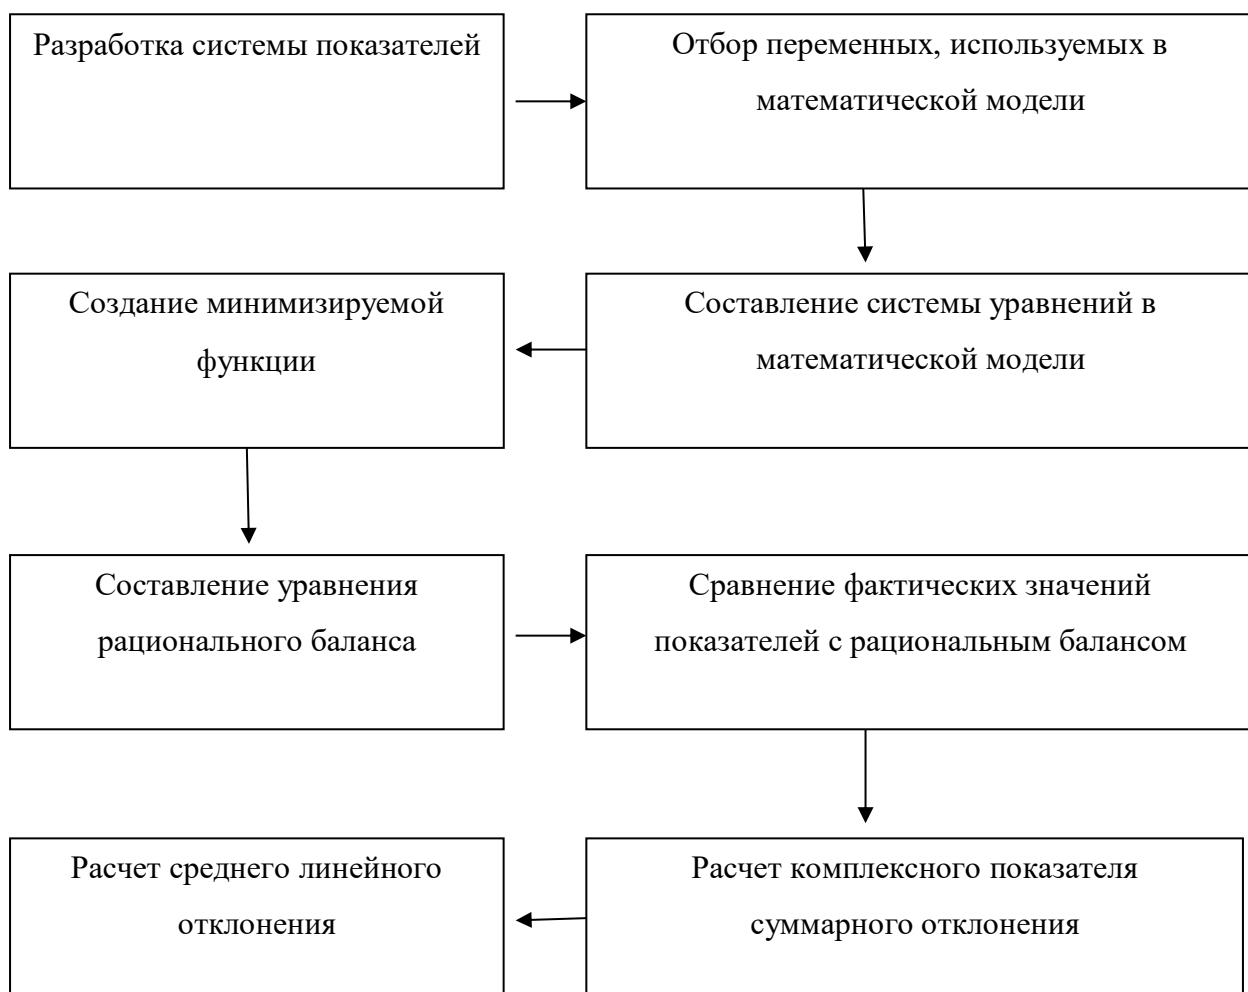 Разработка системы показателей
Отбор переменных, используемых в
математической модели
Создание минимизируемой
функции
Составление системы уравнений в
математической модели
Составление уравнения
рационального баланса
Сравнение фактических значений
показателей с рациональным балансом
Расчет среднего линейного
отклонения
Расчет комплексного показателя
суммарного отклонения